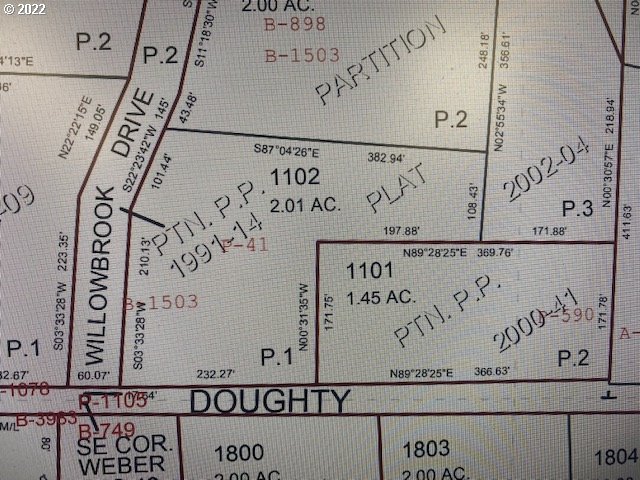 © 2022
2.00 AC.
B-898
B-1503
P.2
P.2
S11°18'30"W
PARTITION
248.18'
356.61'
N22°22'15"E
149.05'
DRIVE
S22°23'42"W 145'
43.48'
101.44'
P.2
N02°55'34"W
218.94'
S87°04'26"E
382.94'
1102
2.01 AC.
PLAT
2002-04
N00°30'57"E
411.63'
PTN. P.P.
1991-14
P-41
108.43'
P.3
197.88'
171.88'
WILLOWBROOK
223.35'
S03°33'28"W
210.13'
S03°33'28"W
B-1503
N89°28'25"E 369.76'
1101
1.45 AC.
N00°31'35"W
171.75'
PTN. P.P.
2000-41
P-590
171.78'
P.1
P.1
P.2
60.07'
232.27'
N89°28'25"E 366.63'
32.67'
-1078
P-1105
DOUGHTY
B-3983
B-749
M/L
80'
SE COR.
WEBER
1800
2.00 AC.
1803
2.00 AC.
1804